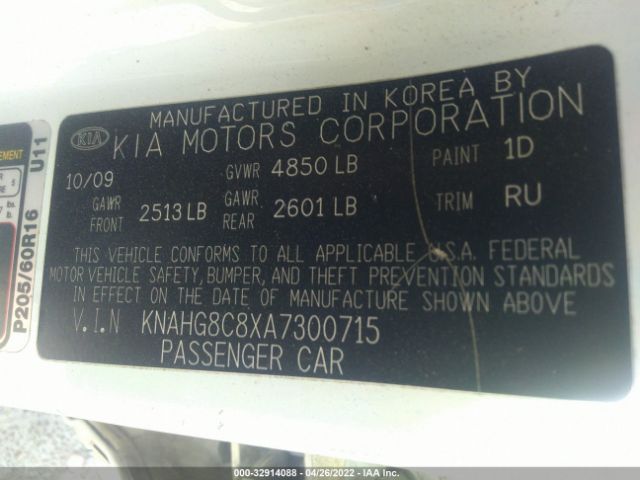 MANUFACTURED IN KOREA BY
KIA KIA MOTORS CORPORATION
10/09 GVWR 4850 LB PAINT 1D
GAWR FRONT 2513 LB GAWR REAR 2601 LB TRIM RU
THIS VEHICLE CONFORMS TO ALL APPLICABLE U.S.A. FEDERAL
MOTOR VEHICLE SAFETY, BUMPER, AND THEFT PREVENTION STANDARDS
IN EFFECT ON THE DATE OF MANUFACTURE SHOWN ABOVE.
V.I.N KNAHG8C8XA7300715
PASSENGER CAR
P205/60R16 U11
000-32914088 - 04/26/2022 - IAAI.com